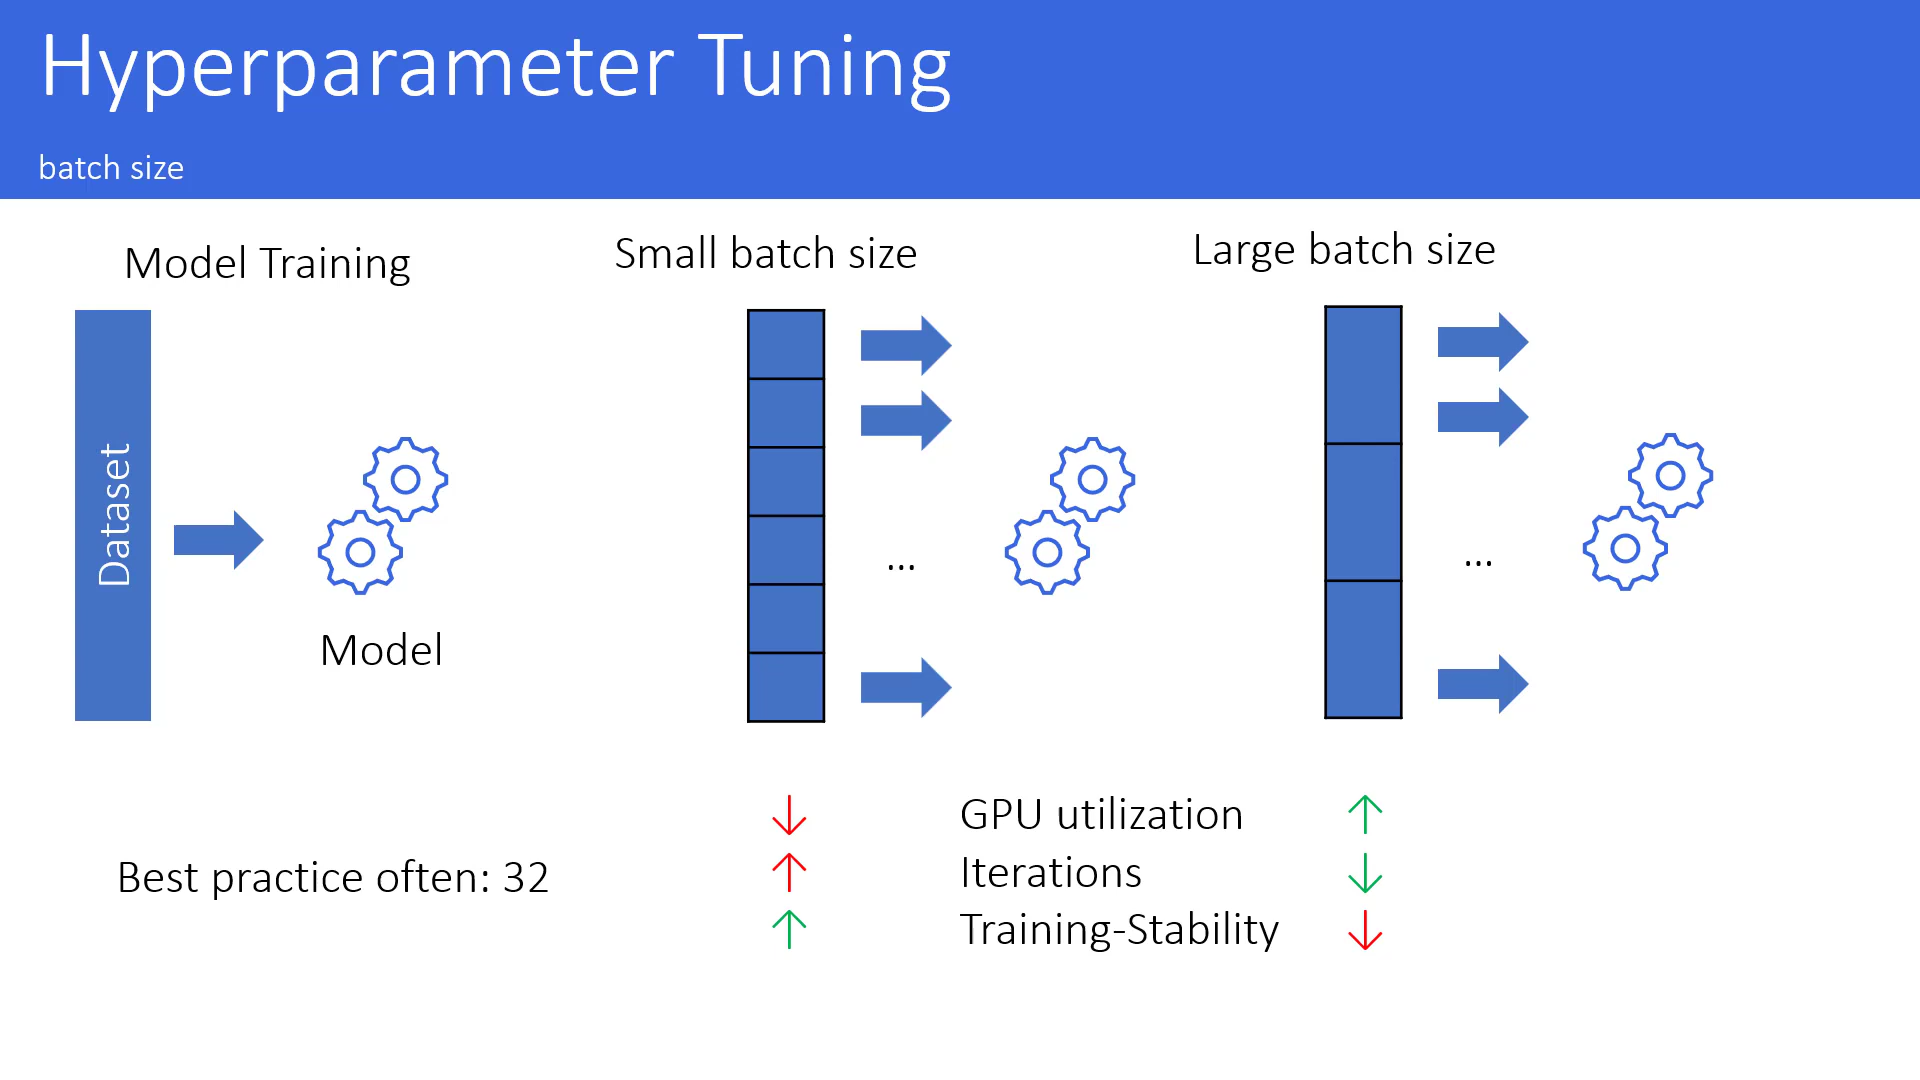 Hyperparameter Tuning
batch size
Model Training
Small batch size
Large batch size
Dataset
...
...
Model
GPU utilization
Best practice often: 32
Iterations
Training-Stability